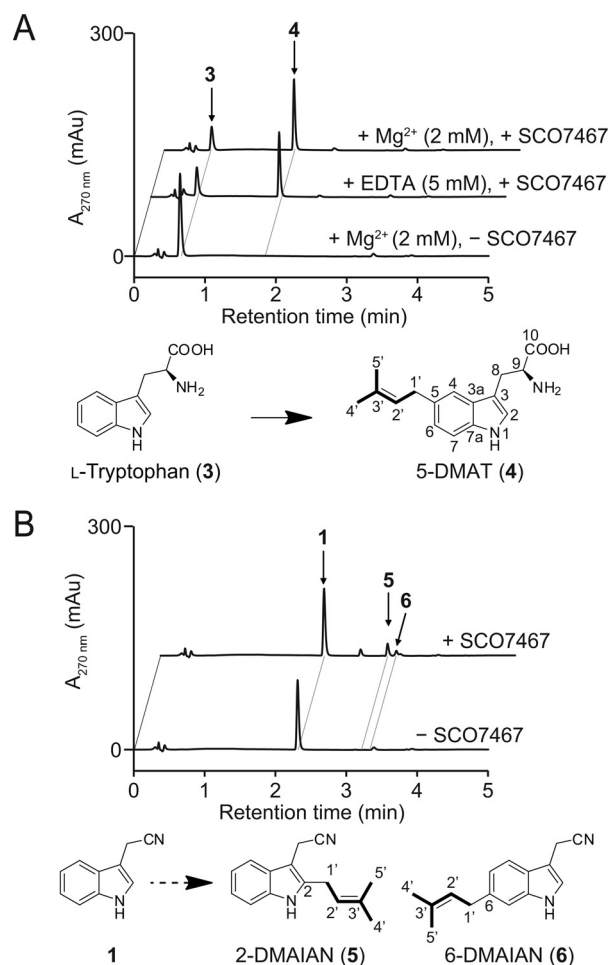 A
300
A270 nm (mAu)
0
3
4
+ Mg²⁺ (2 mM), + SCO7467
+ EDTA (5 mM), + SCO7467
+ Mg²⁺ (2 mM), − SCO7467
0 1 2 3 4 5
Retention time (min)
COOH
NH₂
N
H
L-Tryptophan (3)
5' 1' 5 4 3a 8 9 10 COOH
4' 3' 2' 6 7 7a 3 2 NH₂
N 1
H
5-DMAT (4)
B
300
A270 nm (mAu)
0
1
5
6
+ SCO7467
− SCO7467
0 1 2 3 4 5
Retention time (min)
CN
N
H
1
CN
1' 5'
2
N
H
2' 3' 4'
2-DMAIAN (5)
CN
4' 2' 6
3' 1'
5'
N
H
6-DMAIAN (6)